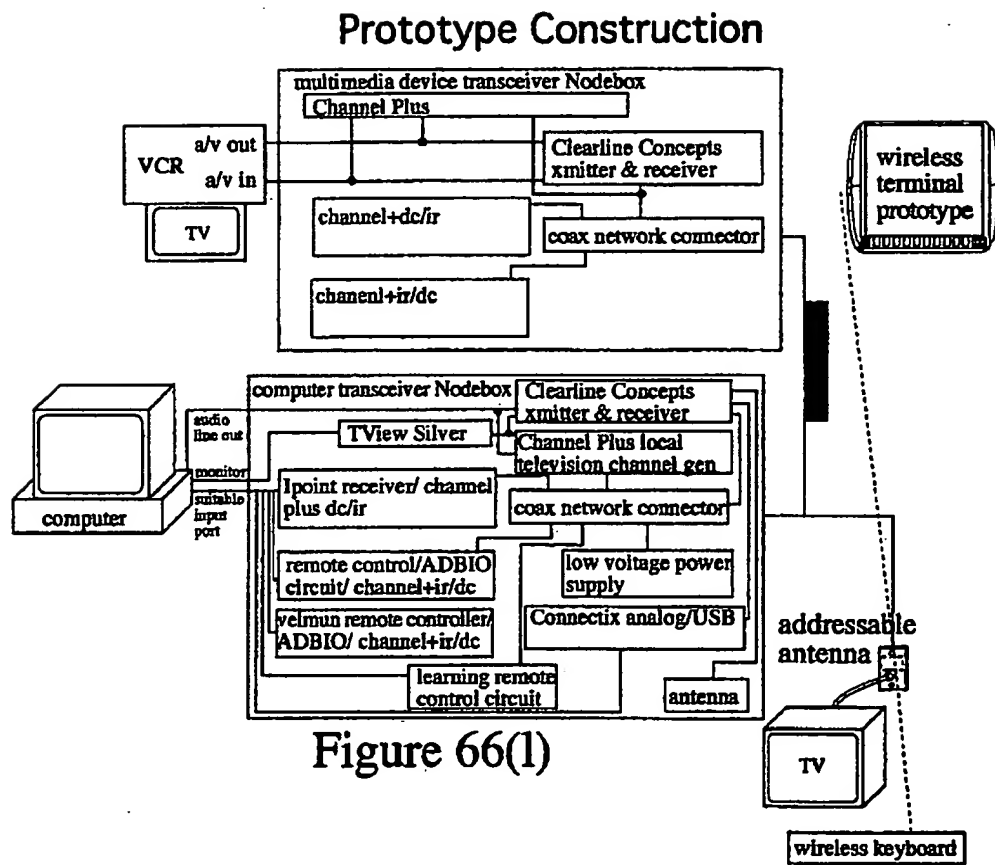 Prototype Construction
multimedia device transceiver Nodebox
Channel Plus
a/v out
VCR
a/v in
TV
Clearline Concepts
xmitter & receiver
channel+dc/ir
coax network connector
chanenl+ir/dc
wireless
terminal
prototype
computer transceiver Nodebox
Clearline Concepts
xmitter & receiver
audio
line out
TView Silver
Channel Plus local
television channel gen
monitor
suitable
input
port
computer
Ipoint receiver/ channel
plus dc/ir
coax network connector
remote control/ADBIO
circuit/ channel+ir/dc
low voltage power
supply
velmun remote controller/
ADBIO/ channel+ir/dc
Connectix analog/USB
learning remote
control circuit
antenna
addressable
antenna
TV
wireless keyboard
Figure 66(l)